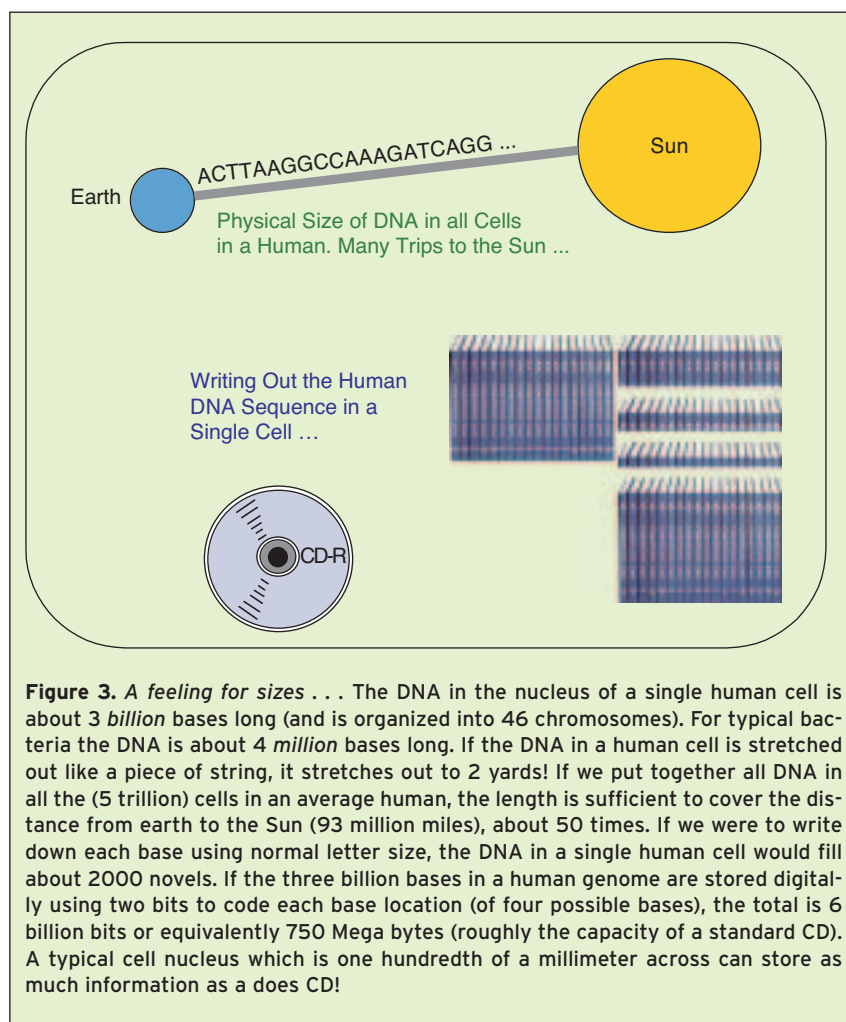 ACTTAAGGCCAAAGATCAGG ...
Sun
Earth
Physical Size of DNA in all Cells
in a Human. Many Trips to the Sun ...
Writing Out the Human
DNA Sequence in a
Single Cell …
CD-R
Figure 3. A feeling for sizes . . . The DNA in the nucleus of a single human cell is
about 3 billion bases long (and is organized into 46 chromosomes). For typical bac-
teria the DNA is about 4 million bases long. If the DNA in a human cell is stretched
out like a piece of string, it stretches out to 2 yards! If we put together all DNA in
all the (5 trillion) cells in an average human, the length is sufficient to cover the dis-
tance from earth to the Sun (93 million miles), about 50 times. If we were to write
down each base using normal letter size, the DNA in a single human cell would fill
about 2000 novels. If the three billion bases in a human genome are stored digital-
ly using two bits to code each base location (of four possible bases), the total is 6
billion bits or equivalently 750 Mega bytes (roughly the capacity of a standard CD).
A typical cell nucleus which is one hundredth of a millimeter across can store as
much information as a does CD!